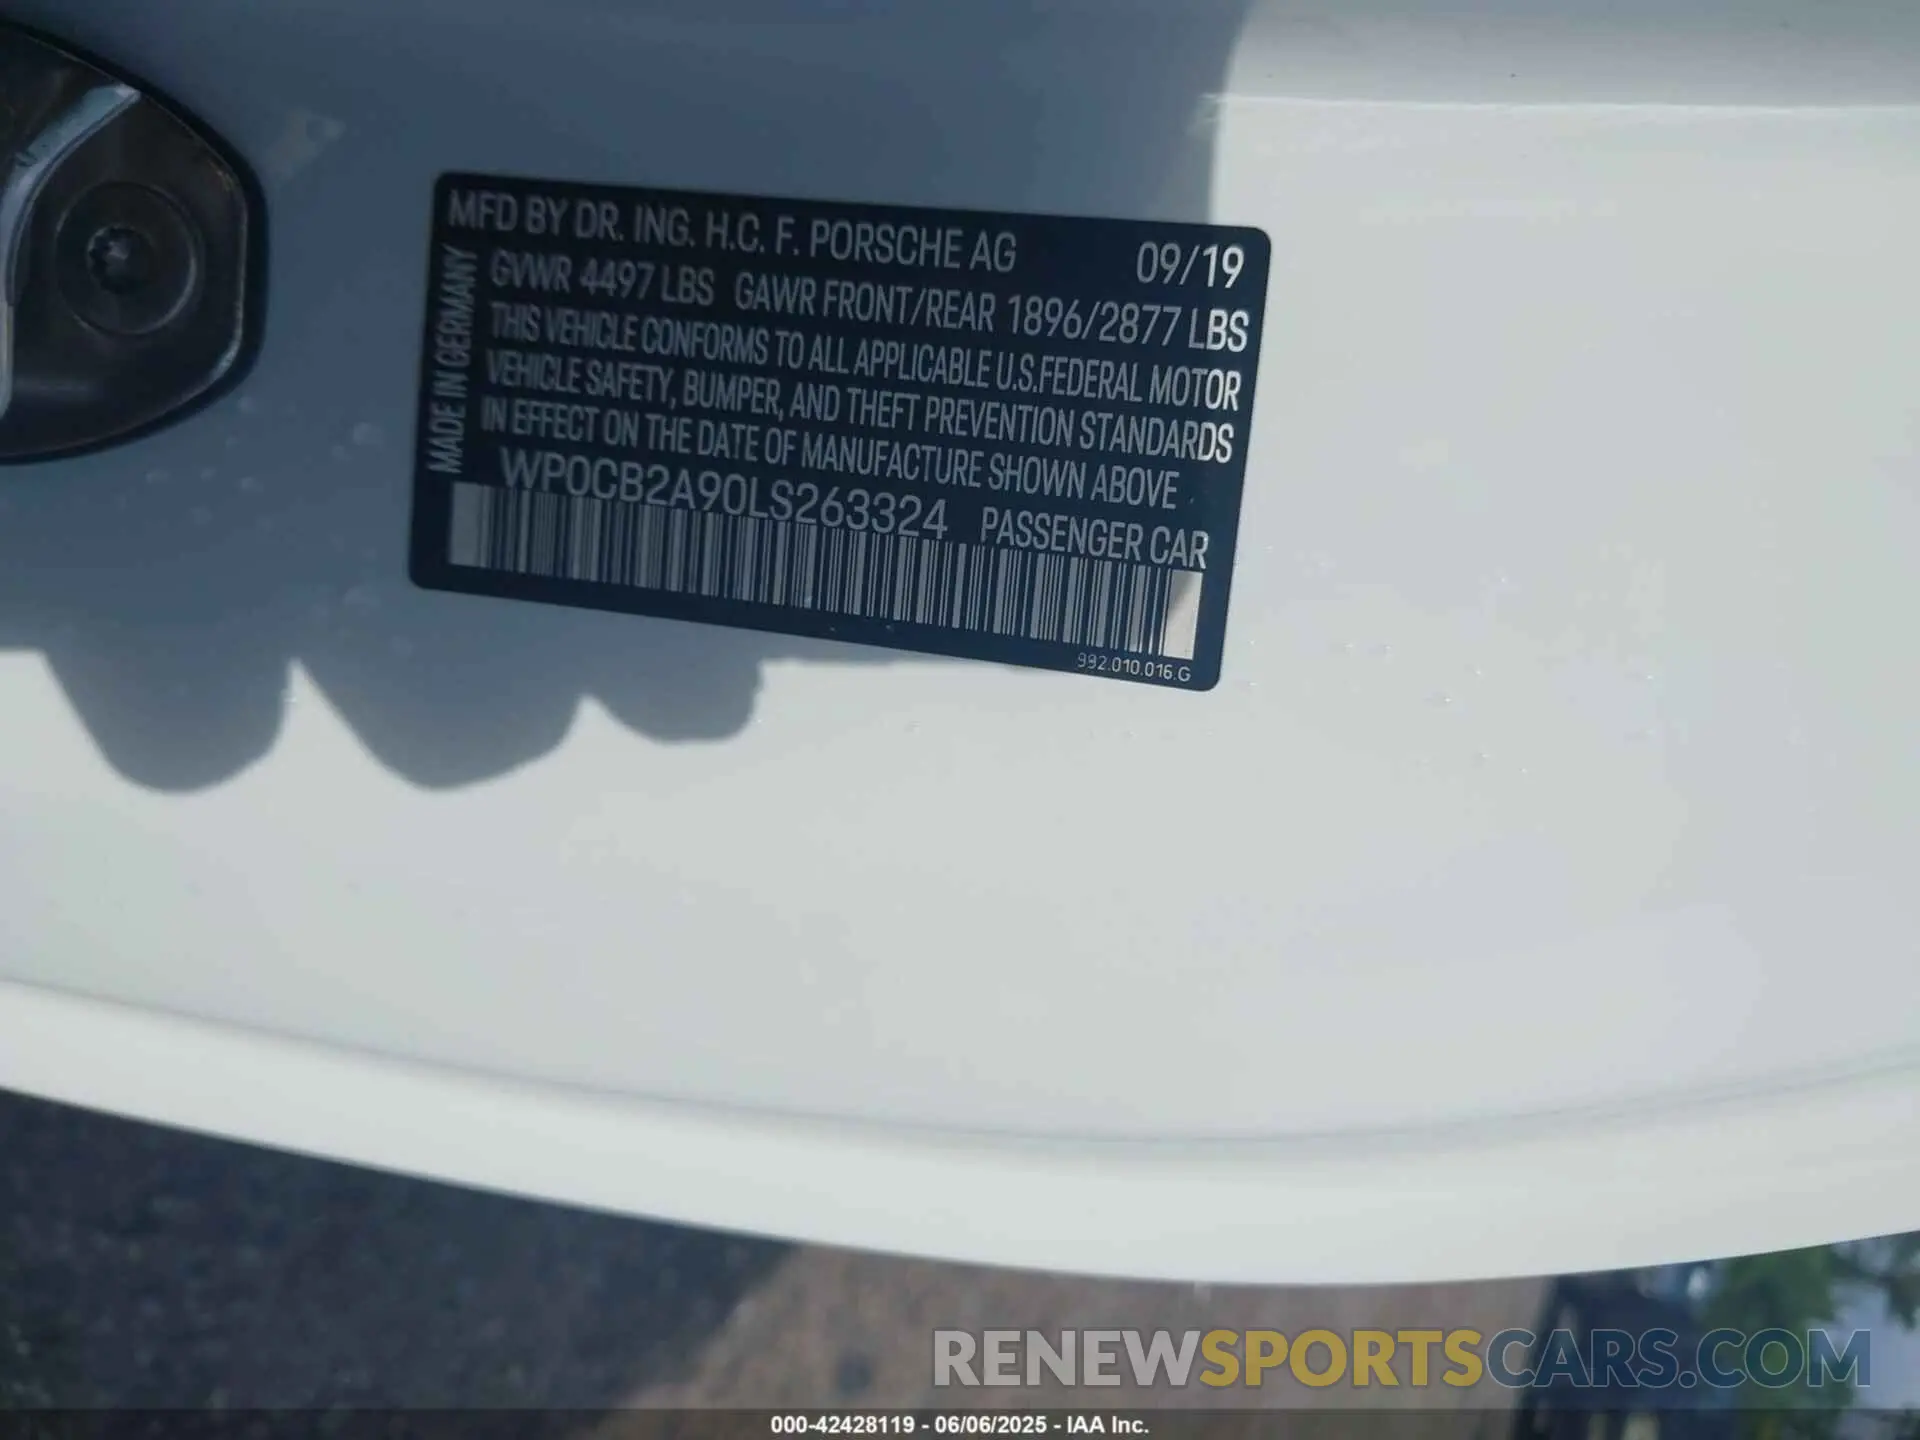 MFD BY DR. ING. H.C. F. PORSCHE AG 09/19
GVWR 4497 LBS GAWR FRONT/REAR 1896/2877 LBS
THIS VEHICLE CONFORMS TO ALL APPLICABLE U.S.FEDERAL MOTOR
VEHICLE SAFETY, BUMPER, AND THEFT PREVENTION STANDARDS
IN EFFECT ON THE DATE OF MANUFACTURE SHOWN ABOVE
WP0CB2A90LS263324 PASSENGER CAR
992.010.016.G
MADE IN GERMANY
RENEWSPORTSCARS.COM
000-42428119 - 06/06/2025 - IAA Inc.